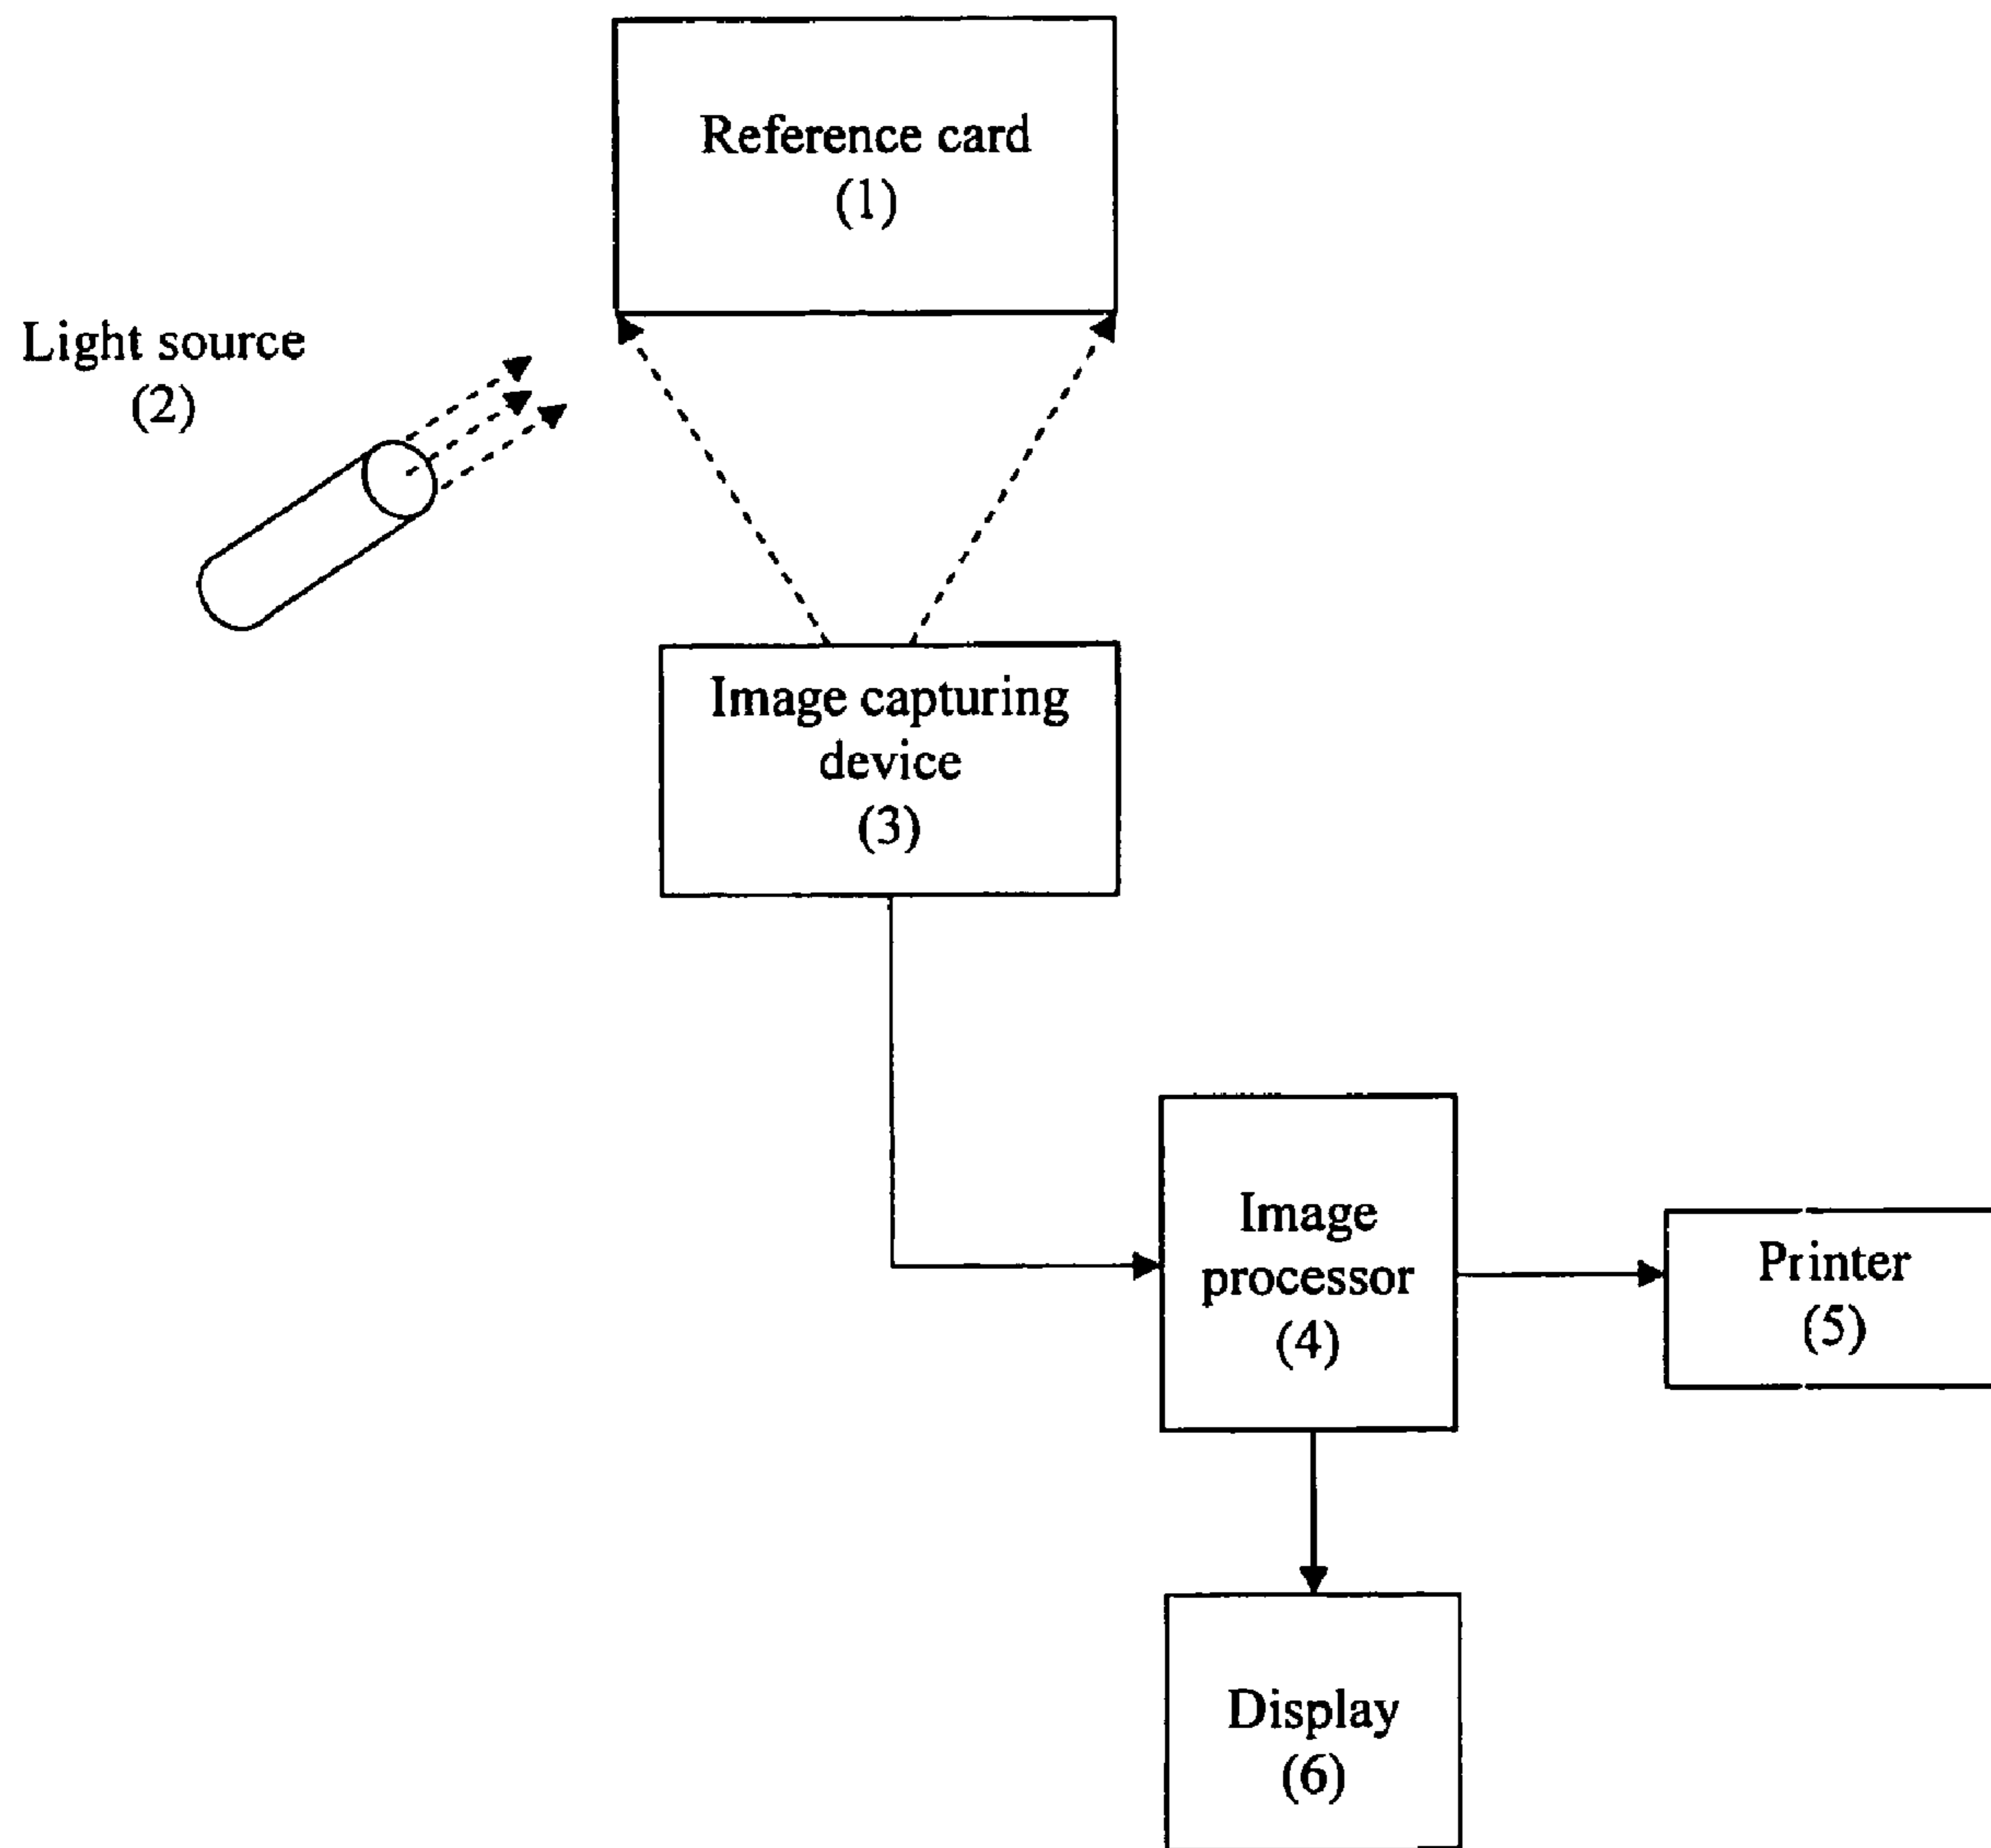 Reference card
(1)
Light source
(2)
Image capturing
device
(3)
Image
processor
(4)
Printer
(5)
Display
(6)